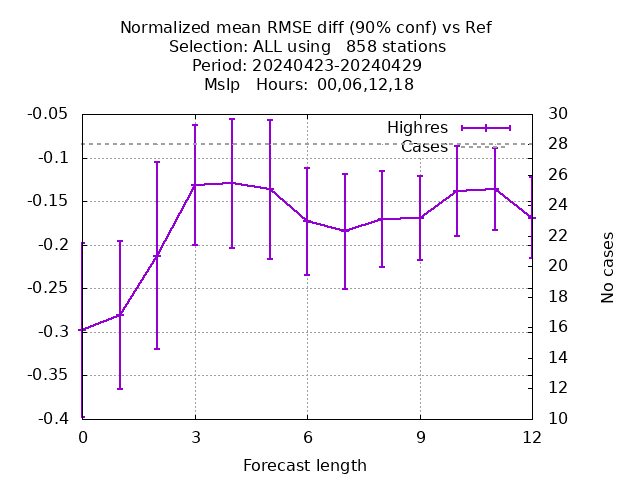 Normalized mean RMSE diff (90% conf) vs Ref
Selection: ALL using   858 stations
Period: 20240423-20240429
Mslp   Hours:  00,06,12,18
Highres
Cases
-0.05
-0.1
-0.15
-0.2
-0.25
-0.3
-0.35
-0.4
30
28
26
24
22
20
18
16
14
12
10
No cases
0 3 6 9 12
Forecast length